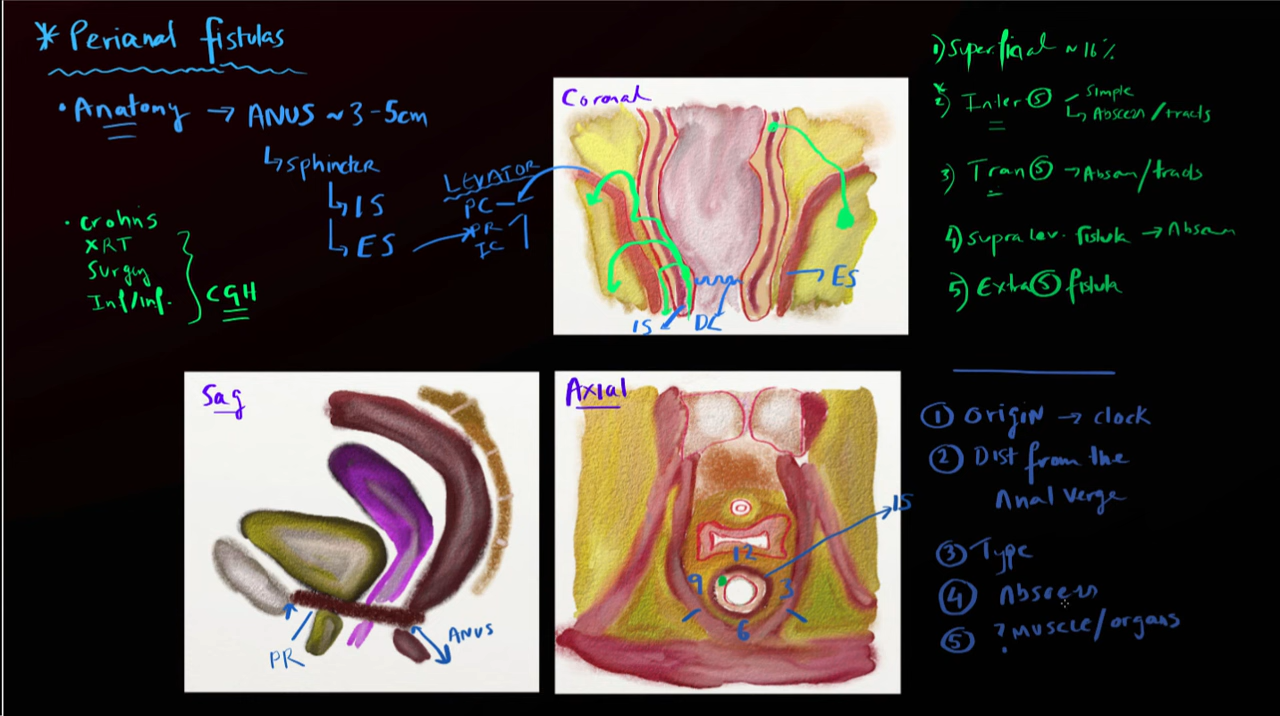 * Perianal fistulas
• Anatomy → ANUS ~ 3-5cm
↳ Sphincter
↳ IS
↳ ES
LEVATOR
PC
PR
IC
• Crohn's
XRT
Surgery
Inf/inf.
CGH
Coronal
ES
IS
DL
1) Superficial ~ 16%
* 2) Inter Ⓢ
Simple
↳ Abscess/tracts
3) Tran Ⓢ → Abscess/tracts
4) Supra lev. fistula → Abscess
5) Extra Ⓢ fistula
Sag
PR
ANUS
Axial
IS
12
9
3
6
① Origin → clock
② Dist from the
Anal verge
③ Type
④ Abscess
⑤ ? Muscle/organs